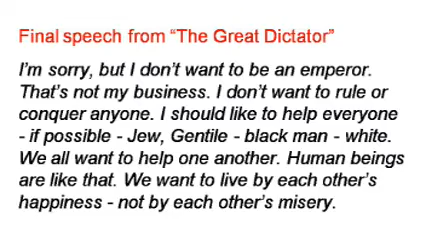 Final speech from “The Great Dictator”
I’m sorry, but I don’t want to be an emperor.
That’s not my business. I don’t want to rule or
conquer anyone. I should like to help everyone
- if possible - Jew, Gentile - black man - white.
We all want to help one another. Human beings
are like that. We want to live by each other’s
happiness - not by each other’s misery.